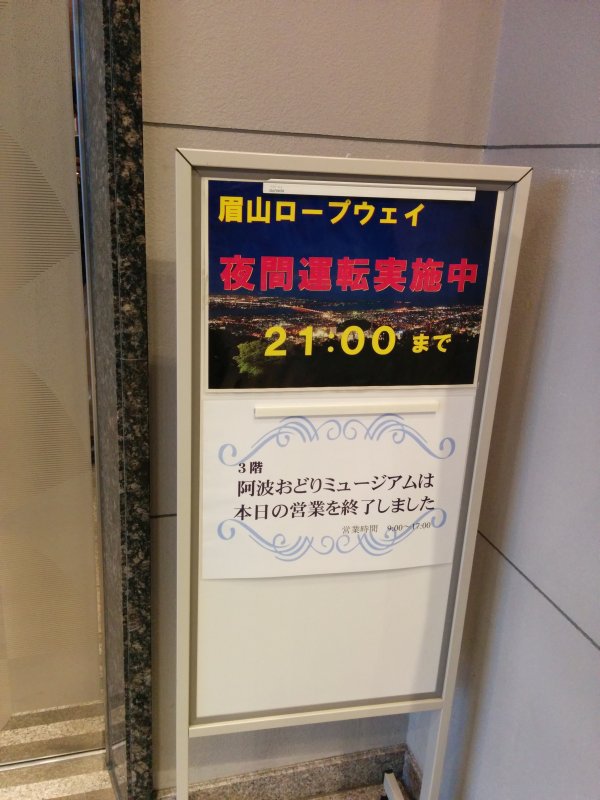 眉山ロープウェイ
夜間運転実施中
21:00 まで
3階
阿波おどりミュージアムは
本日の営業を終了しました
営業時間 9:00~17:00